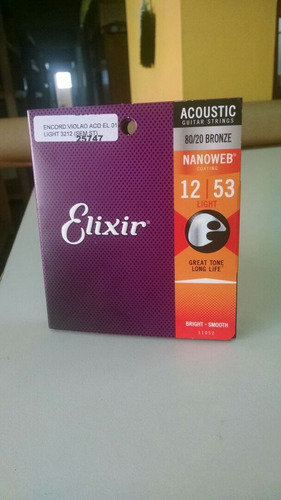 ENCORD VIOLAO ACO EL 01
LIGHT 3212 (SEM ST)
25747
Elixir®
ACOUSTIC
GUITAR STRINGS
80/20 BRONZE
NANOWEB®
COATING
12 | 53
LIGHT
GREAT TONE
LONG LIFE™
BRIGHT · SMOOTH